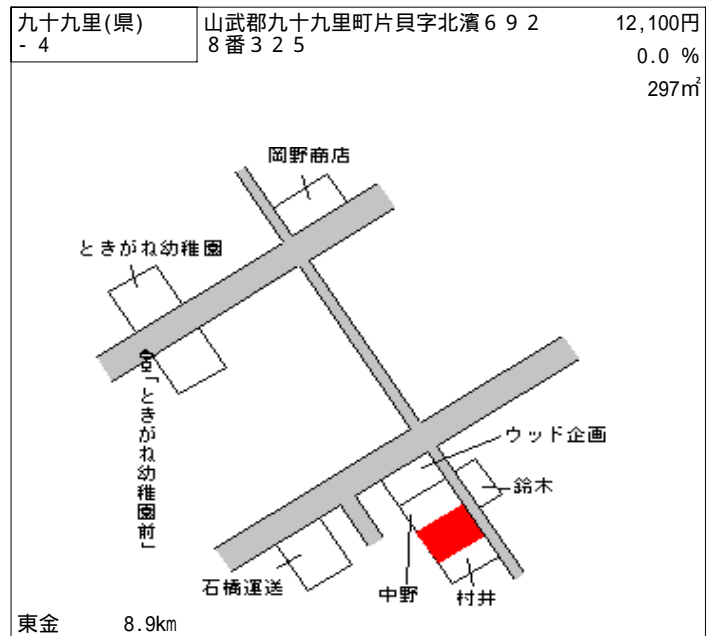 九十九里(県)
- 4
山武郡九十九里町片貝字北濱６９２
８番３２５
12,100円
0.0 %
297㎡
岡野商店
ときがね幼稚園
「ときがね幼稚園前」
ウッド企画
鈴木
石橋運送
中野
村井
東金 8.9km